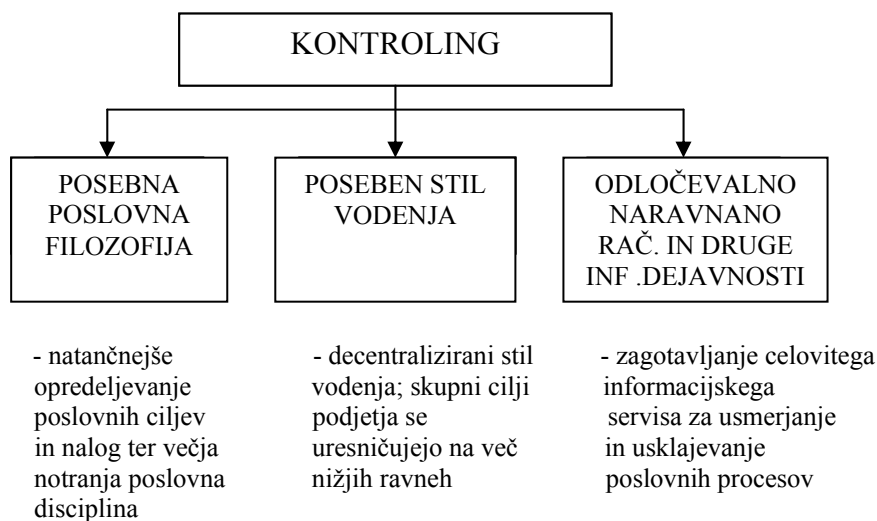 KONTROLING
POSEBNA
POSLOVNA
FILOZOFIJA
POSEBEN STIL
VODENJA
ODLOČEVALNO
NARAVNANO
RAČ. IN DRUGE
INF .DEJAVNOSTI
- natančnejše
opredeljevanje
poslovnih ciljev
in nalog ter večja
notranja poslovna
disciplina
- decentralizirani stil
vodenja; skupni cilji
podjetja se
uresničujejo na več
nižjih ravneh
- zagotavljanje celovitega
informacijskega
servisa za usmerjanje
in usklajevanje
poslovnih procesov